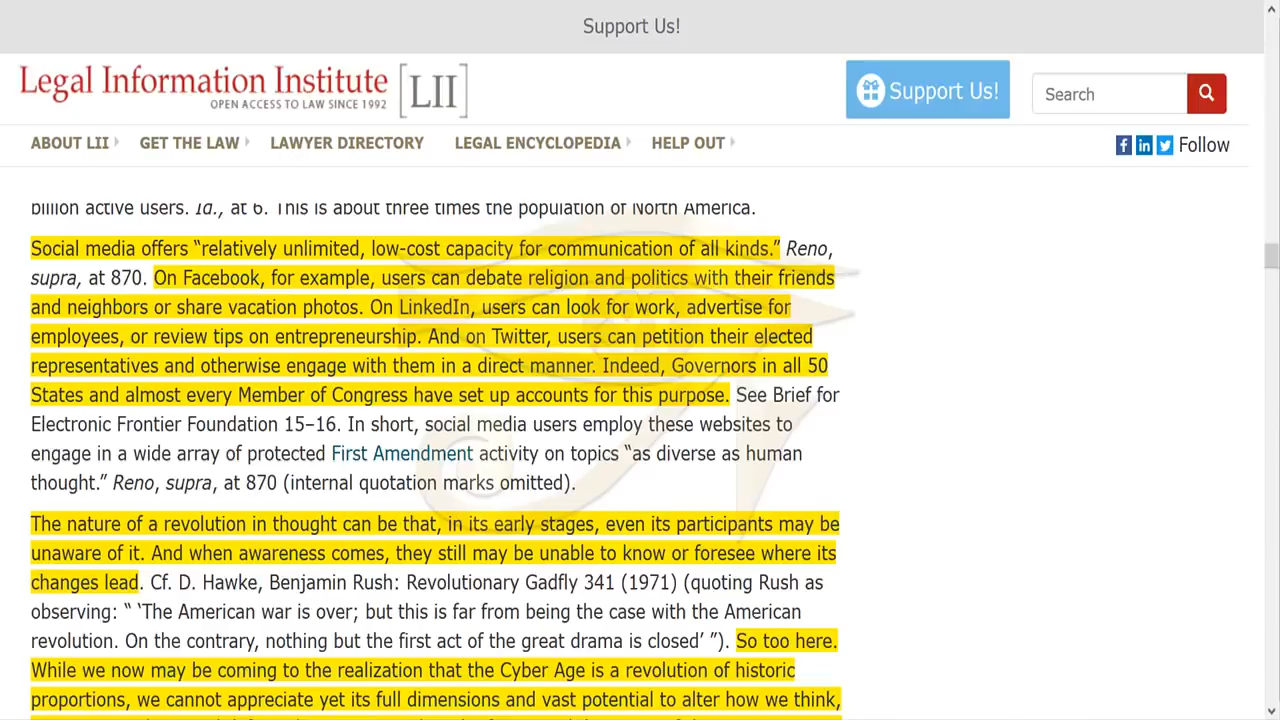 Support Us!
Legal Information Institute [LII]
OPEN ACCESS TO LAW SINCE 1992
Support Us!
Search
ABOUT LII GET THE LAW LAWYER DIRECTORY LEGAL ENCYCLOPEDIA HELP OUT
Follow
billion active users. Id., at 6. This is about three times the population of North America.
Social media offers “relatively unlimited, low-cost capacity for communication of all kinds.” Reno,
supra, at 870. On Facebook, for example, users can debate religion and politics with their friends
and neighbors or share vacation photos. On LinkedIn, users can look for work, advertise for
employees, or review tips on entrepreneurship. And on Twitter, users can petition their elected
representatives and otherwise engage with them in a direct manner. Indeed, Governors in all 50
States and almost every Member of Congress have set up accounts for this purpose. See Brief for
Electronic Frontier Foundation 15–16. In short, social media users employ these websites to
engage in a wide array of protected First Amendment activity on topics “as diverse as human
thought.” Reno, supra, at 870 (internal quotation marks omitted).
The nature of a revolution in thought can be that, in its early stages, even its participants may be
unaware of it. And when awareness comes, they still may be unable to know or foresee where its
changes lead. Cf. D. Hawke, Benjamin Rush: Revolutionary Gadfly 341 (1971) (quoting Rush as
observing: “ ‘The American war is over; but this is far from being the case with the American
revolution. On the contrary, nothing but the first act of the great drama is closed’ ”). So too here.
While we now may be coming to the realization that the Cyber Age is a revolution of historic
proportions, we cannot appreciate yet its full dimensions and vast potential to alter how we think,